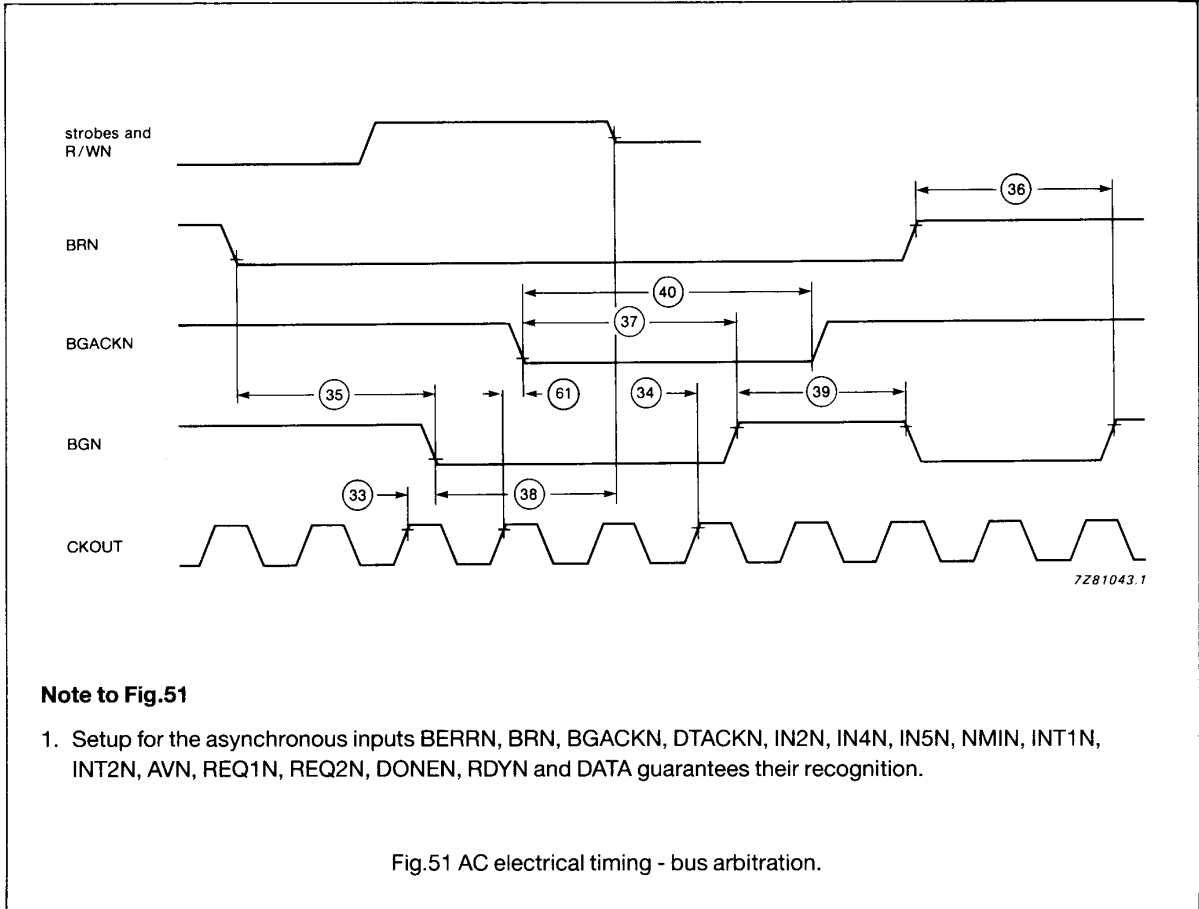 strobes and
R/WN
36
BRN
40
37
BGACKN
35
61
34
39
BGN
33
38
CKOUT
7Z81043.1
Note to Fig.51
1. Setup for the asynchronous inputs BERRN, BRN, BGACKN, DTACKN, IN2N, IN4N, IN5N, NMIN, INT1N,
INT2N, AVN, REQ1N, REQ2N, DONEN, RDYN and DATA guarantees their recognition.
Fig.51 AC electrical timing - bus arbitration.